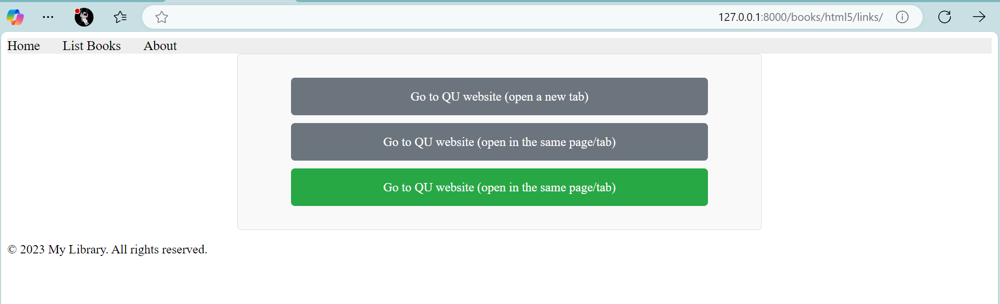 127.0.0.1:8000/books/html5/links/
Home List Books About
Go to QU website (open a new tab)
Go to QU website (open in the same page/tab)
Go to QU website (open in the same page/tab)
© 2023 My Library. All rights reserved.